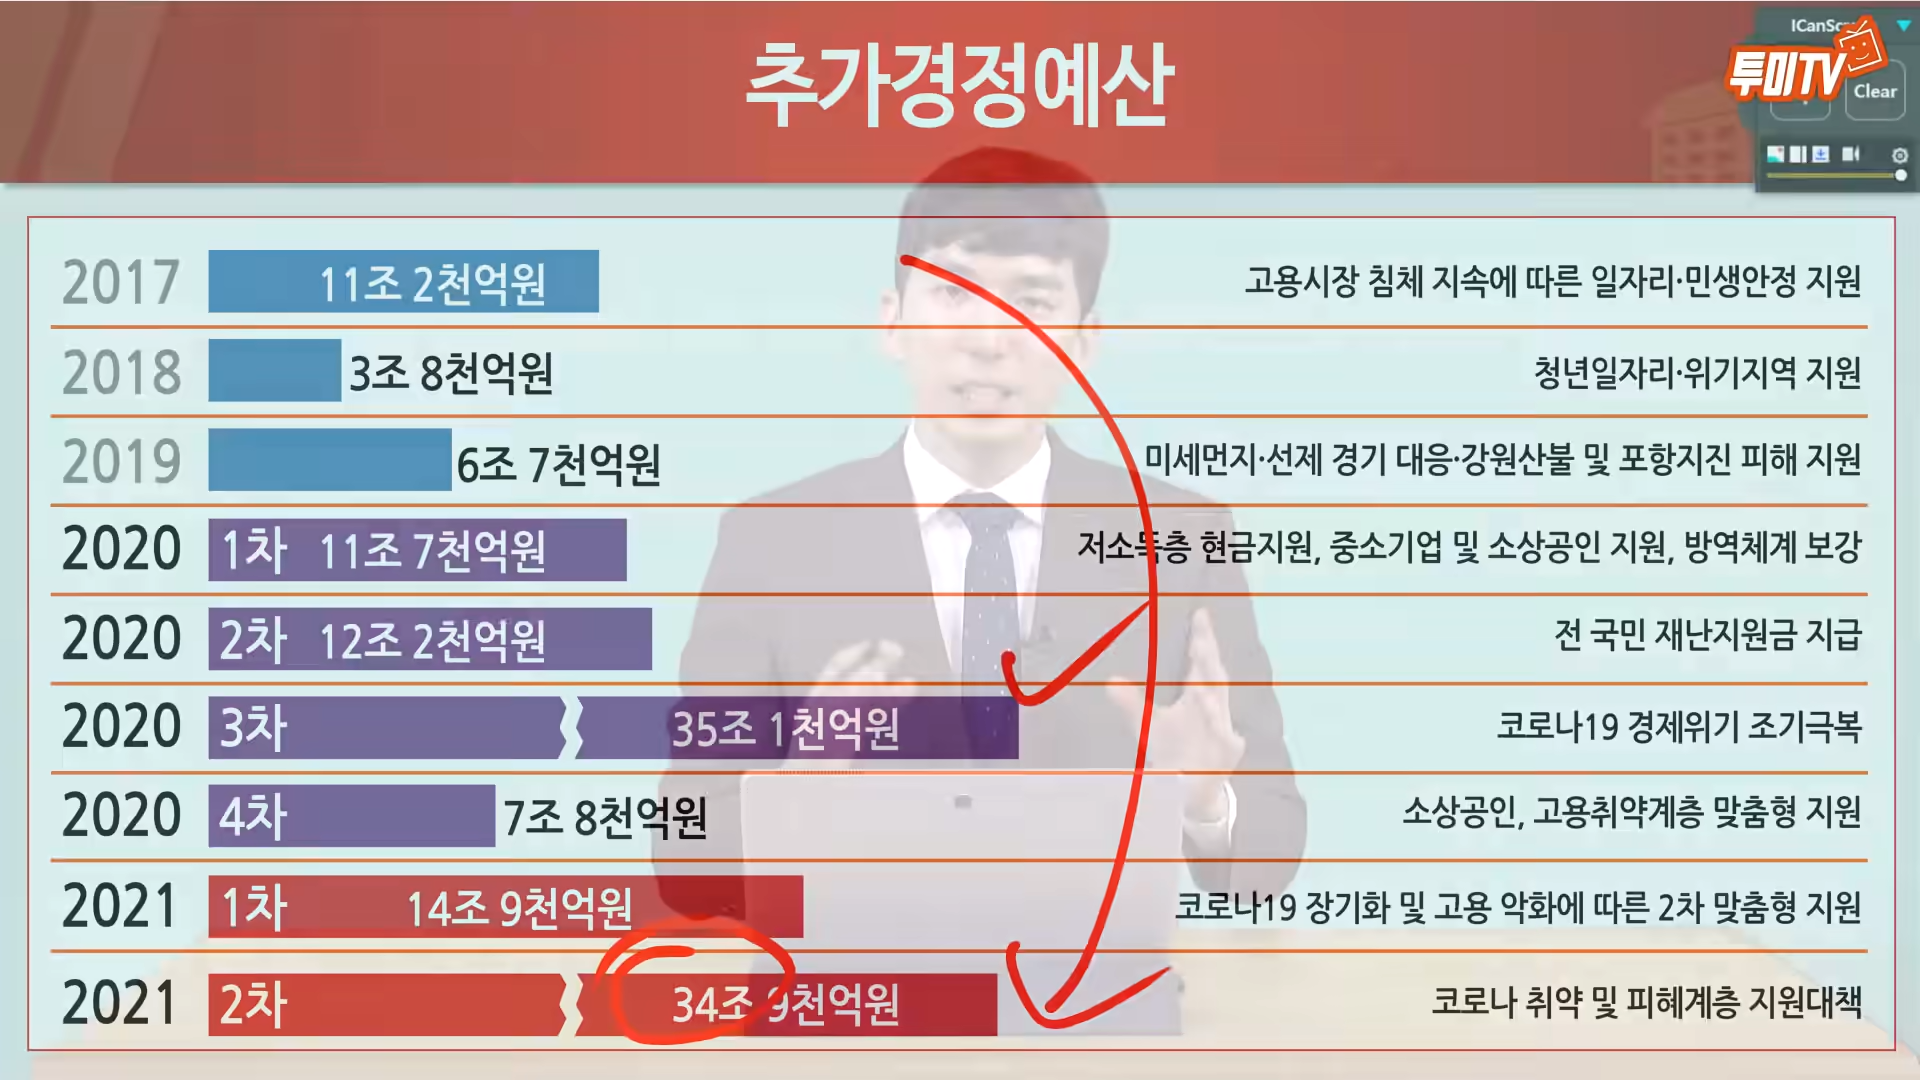 추가경정예산
ICanSc
투미TV
Clear
2017 11조 2천억원 고용시장 침체 지속에 따른 일자리·민생안정 지원
2018 3조 8천억원 청년일자리·위기지역 지원
2019 6조 7천억원 미세먼지·선제 경기 대응·강원산불 및 포항지진 피해 지원
2020 1차 11조 7천억원 저소득층 현금지원, 중소기업 및 소상공인 지원, 방역체계 보강
2020 2차 12조 2천억원 전 국민 재난지원금 지급
2020 3차 35조 1천억원 코로나19 경제위기 조기극복
2020 4차 7조 8천억원 소상공인, 고용취약계층 맞춤형 지원
2021 1차 14조 9천억원 코로나19 장기화 및 고용 악화에 따른 2차 맞춤형 지원
2021 2차 34조 9천억원 코로나 취약 및 피혜계층 지원대책